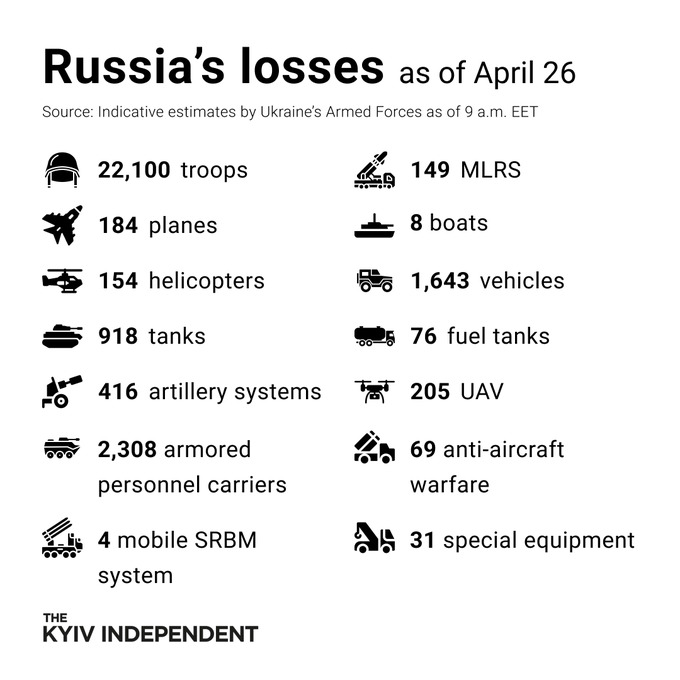 Russia's losses as of April 26
Source: Indicative estimates by Ukraine's Armed Forces as of 9 a.m. EET
22,100 troops
184 planes
154 helicopters
918 tanks
416 artillery systems
2,308 armored
personnel carriers
4 mobile SRBM
system
149 MLRS
8 boats
1,643 vehicles
76 fuel tanks
205 UAV
69 anti-aircraft
warfare
31 special equipment
THE
KYIV INDEPENDENT